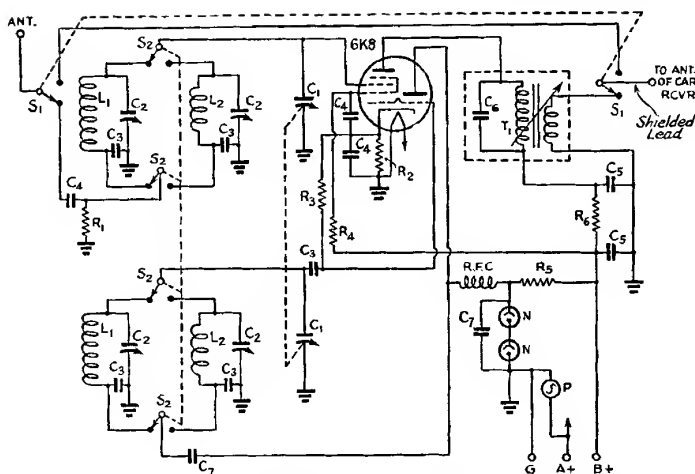 ANT.
S₁
L₁
C₂
C₃
S₂
L₂
C₂
C₃
S₂
C₄
R₁
C₁
6K8
C₄
C₄
R₂
R₃
R₄
C₃
C₆
T₁
S₁
TO ANT.
OF CAR
RCVR
Shielded
Lead
C₅
R₆
C₅
S₂
L₁
C₂
C₃
L₂
C₂
C₃
S₂
C₇
C₁
R.F.C
R₅
C₇
N
N
P
G
A+
B+